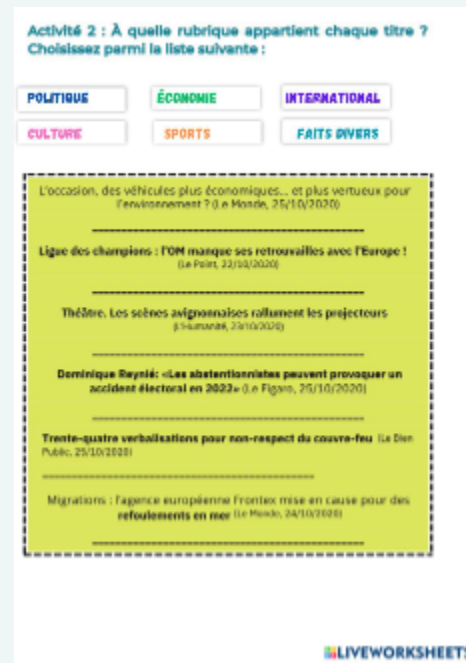 Activité 2 : À quelle rubrique appartient chaque titre ?
Choisissez parmi la liste suivante :
POLITIQUE ÉCONOMIE INTERNATIONAL
CULTURE SPORTS FAITS DIVERS
L'occasion, des véhicules plus économiques... et plus vertueux pour
l'environnement ? (Le Monde, 25/10/2020)
Ligue des champions : l'OM manque ses retrouvailles avec l'Europe !
(Le Point, 22/10/2020)
Théâtre. Les scènes avignonnaises rallument les projecteurs
(L'Humanité, 23/10/2020)
Dominique Reynié: «Les abstentionnistes peuvent provoquer un
accident électoral en 2022» (Le Figaro, 25/10/2020)
Trente-quatre verbalisations pour non-respect du couvre-feu (Le Bien
Public, 25/10/2020)
Migrations : l'agence européenne Frontex mise en cause pour des
refoulements en mer (Le Monde, 24/10/2020)
LIVEWORKSHEETS